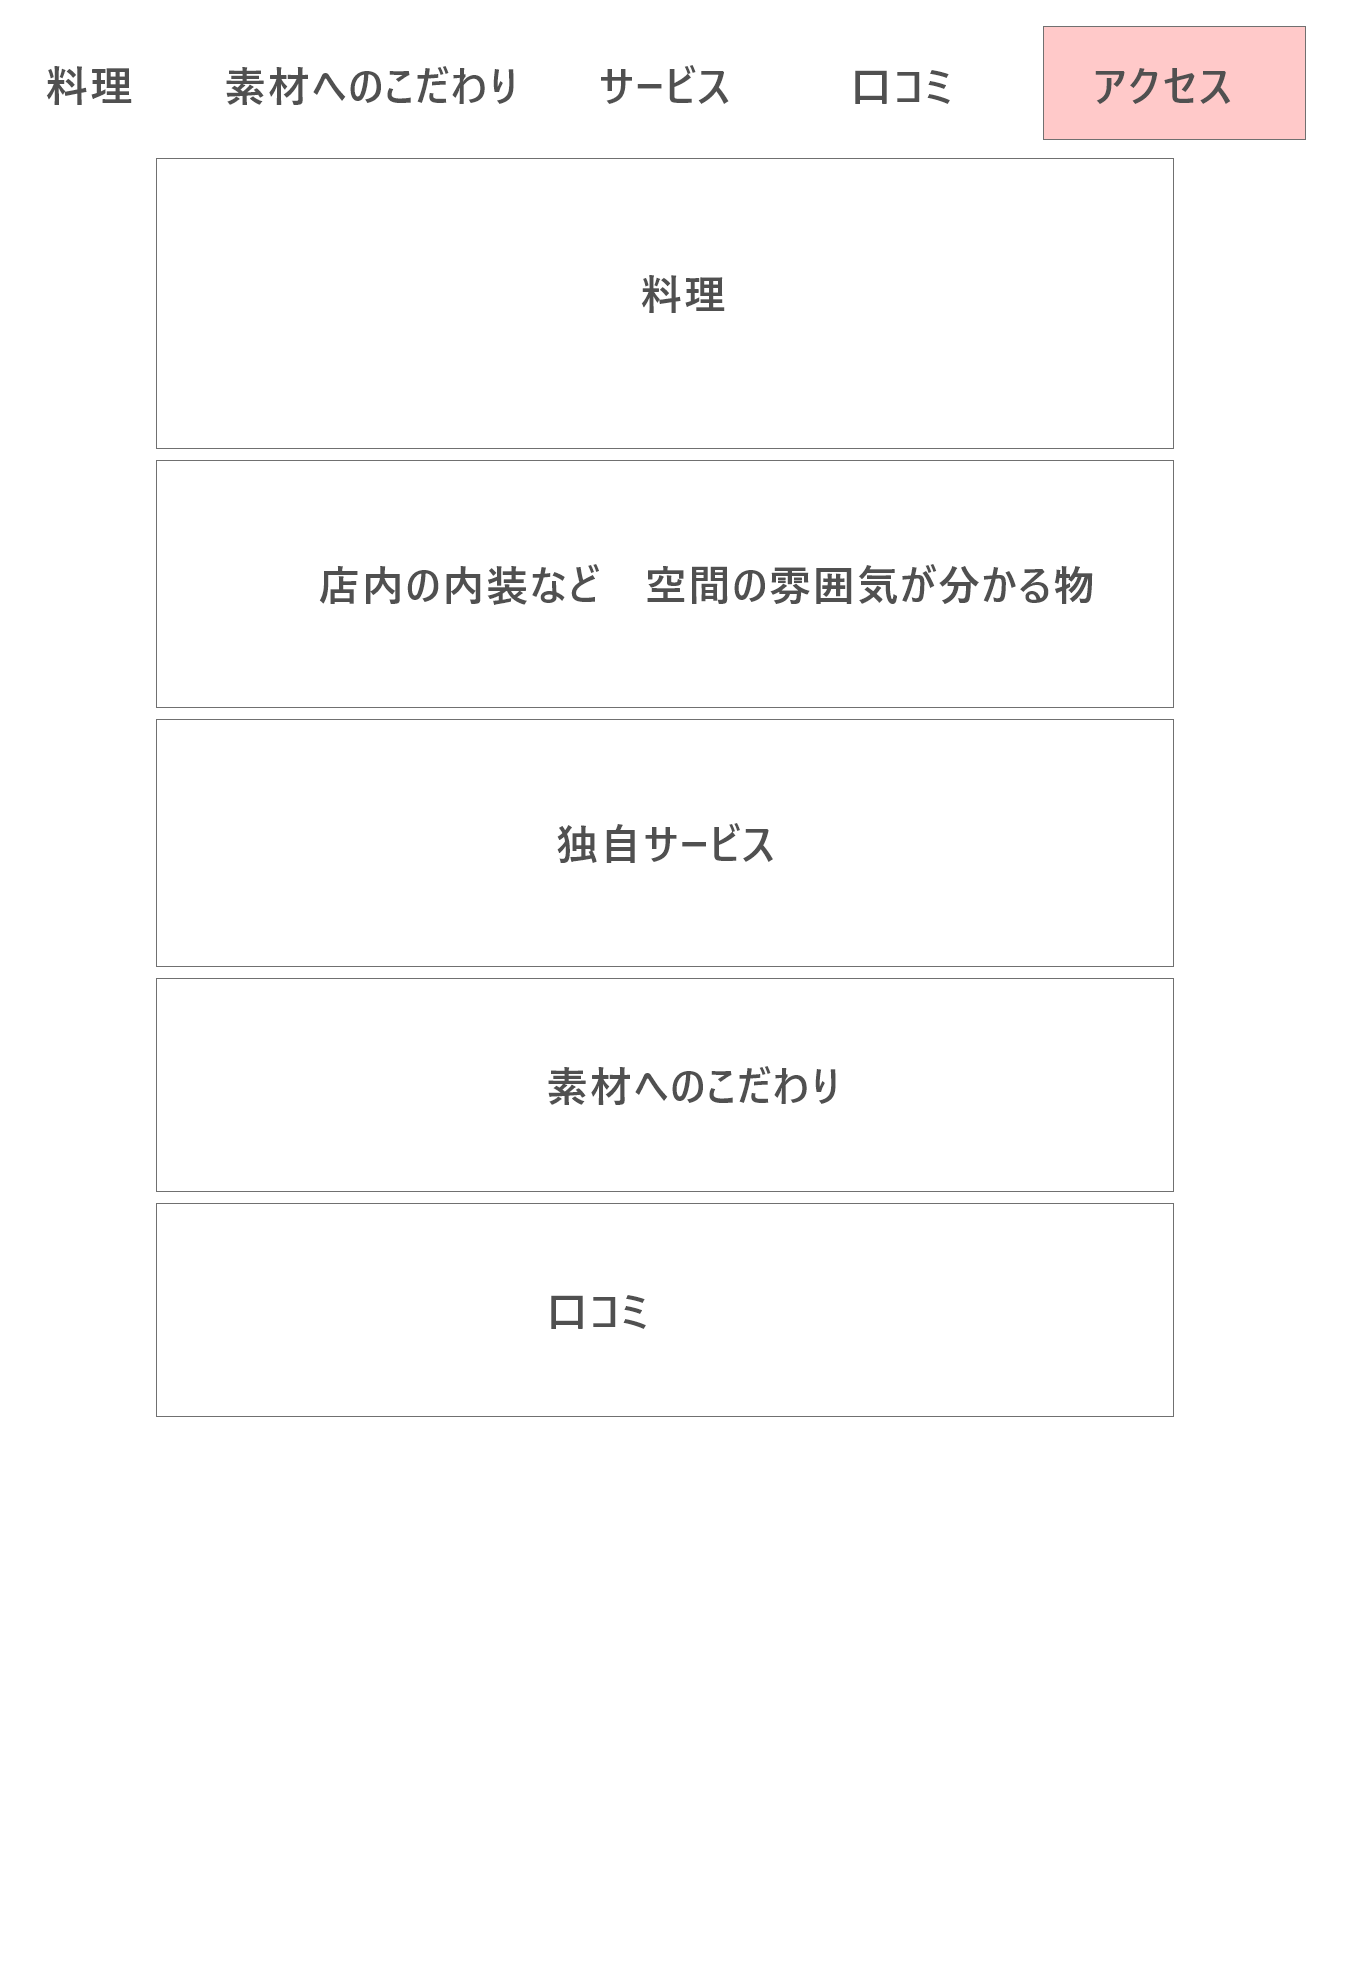 料理 素材へのこだわり サービス 口コミ アクセス
料理
店内の内装など　空間の雰囲気が分かる物
独自サービス
素材へのこだわり
口コミ